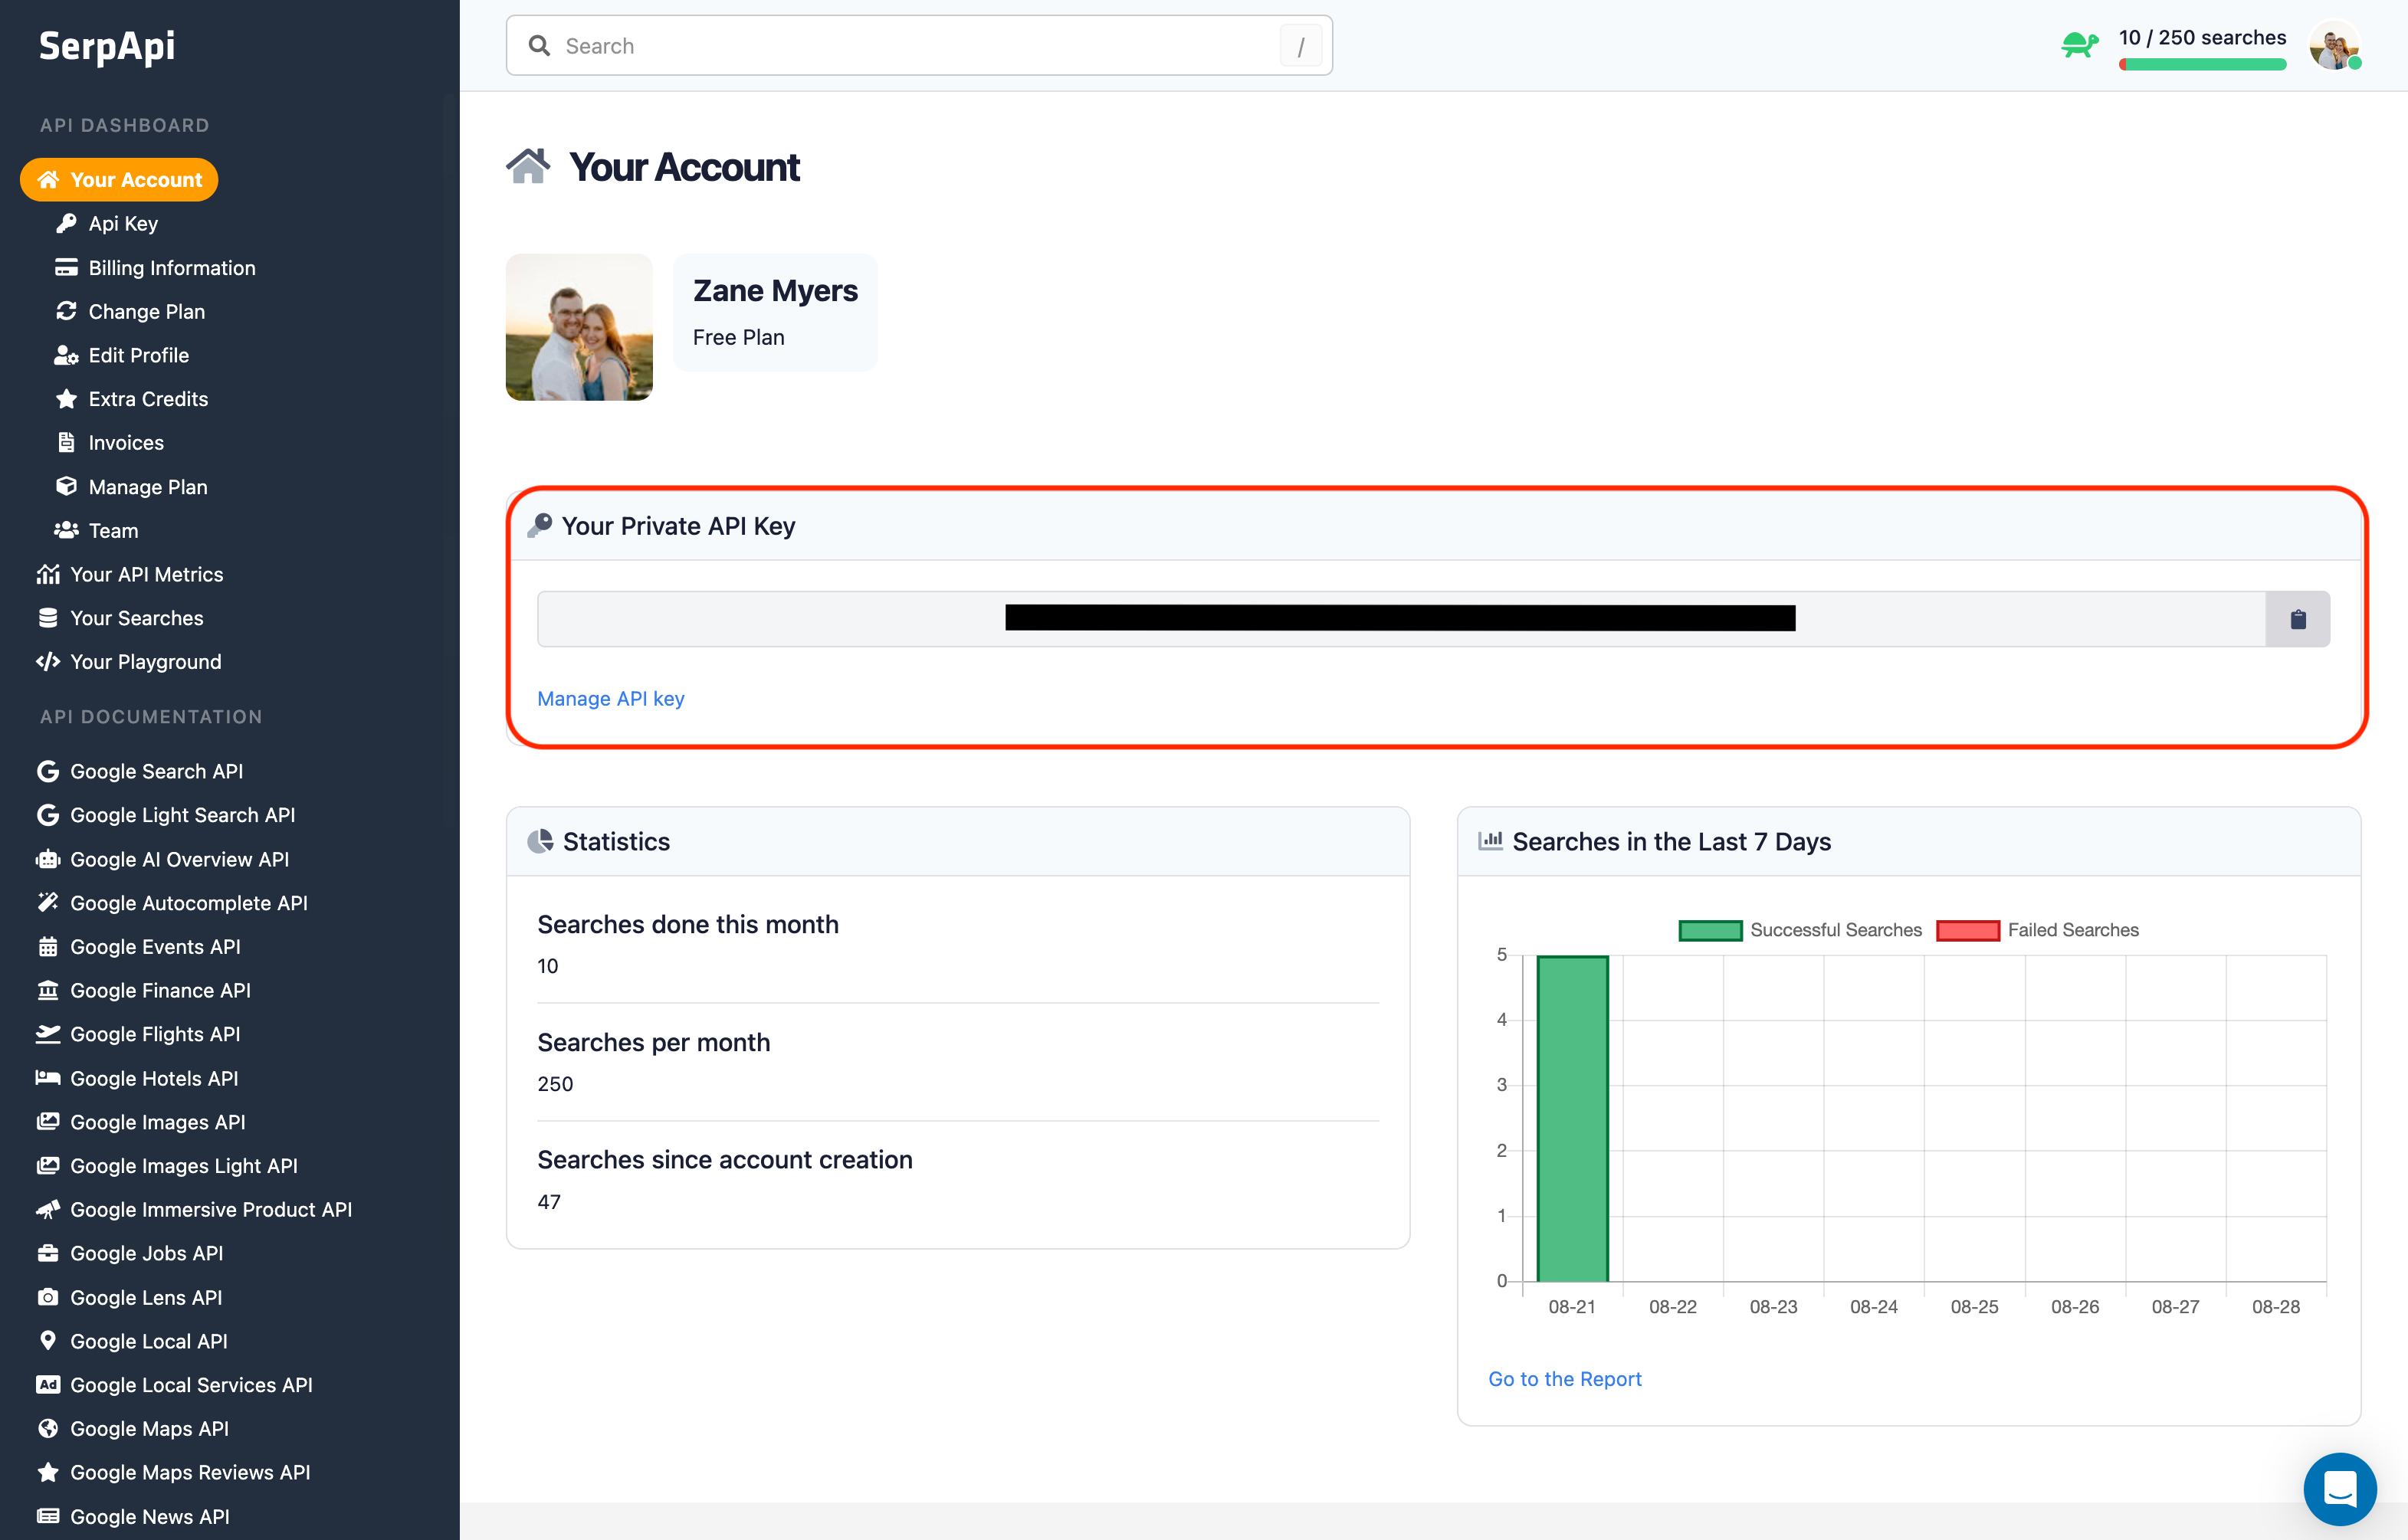 SerpApi
API DASHBOARD
Your Account
Api Key
Billing Information
Change Plan
Edit Profile
Extra Credits
Invoices
Manage Plan
Team
Your API Metrics
Your Searches
Your Playground
API DOCUMENTATION
Google Search API
Google Light Search API
Google AI Overview API
Google Autocomplete API
Google Events API
Google Finance API
Google Flights API
Google Hotels API
Google Images API
Google Images Light API
Google Immersive Product API
Google Jobs API
Google Lens API
Google Local API
Ad Google Local Services API
Google Maps API
Google Maps Reviews API
Google News API
Search /
10 / 250 searches
Your Account
Zane Myers
Free Plan
Your Private API Key
Manage API key
Statistics
Searches done this month
10
Searches per month
250
Searches since account creation
47
Searches in the Last 7 Days
Successful Searches Failed Searches
5
4
3
2
1
0
08-21 08-22 08-23 08-24 08-25 08-26 08-27 08-28
Go to the Report